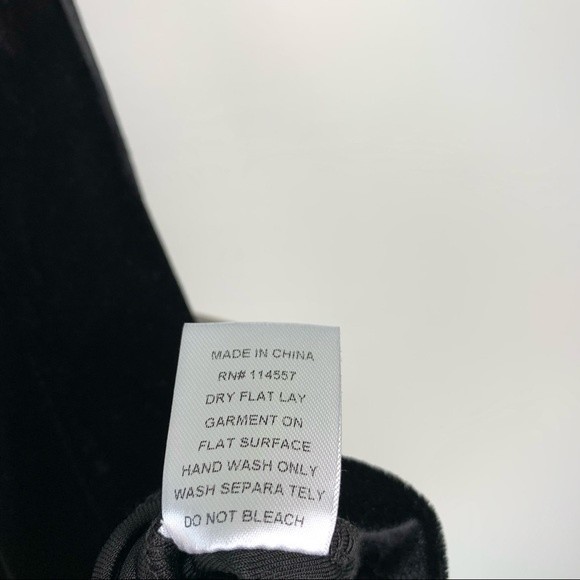 MADE IN CHINA
RN# 114557
DRY FLAT LAY
GARMENT ON
FLAT SURFACE
HAND WASH ONLY
WASH SEPARA TELY
DO NOT BLEACH